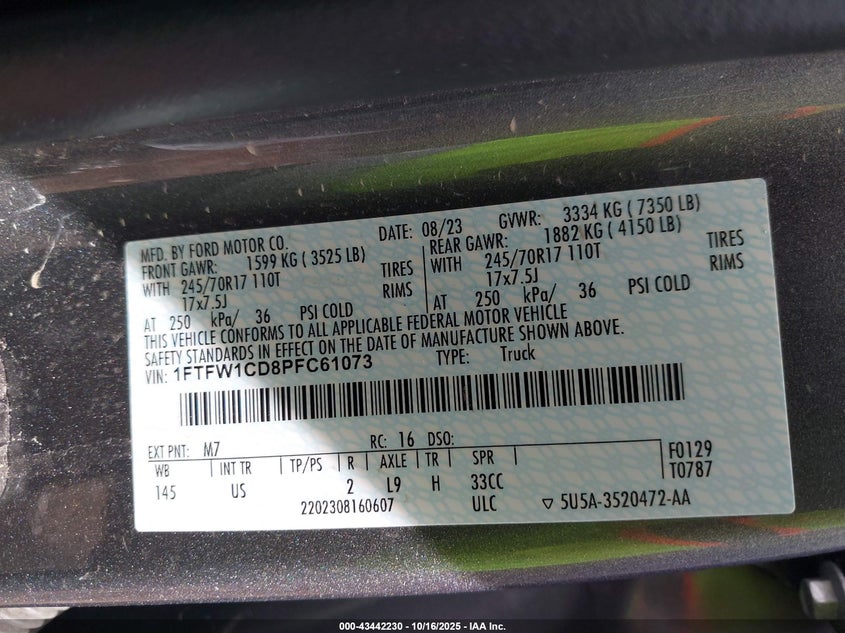 MFD. BY FORD MOTOR CO. DATE: 08/23 GVWR: 3334 KG ( 7350 LB)
FRONT GAWR: 1599 KG ( 3525 LB) REAR GAWR: 1882 KG ( 4150 LB)
WITH 245/70R17 110T TIRES WITH 245/70R17 110T TIRES
17x7.5J RIMS 17x7.5J RIMS
AT 250 kPa/ 36 PSI COLD AT 250 kPa/ 36 PSI COLD
THIS VEHICLE CONFORMS TO ALL APPLICABLE FEDERAL MOTOR VEHICLE
SAFETY STANDARDS IN EFFECT ON THE DATE OF MANUFACTURE SHOWN ABOVE.
VIN: 1FTFW1CD8PFC61073 TYPE: Truck
EXT PNT: M7 RC: 16 DSO: F0129
WB INT TR TP/PS R AXLE TR SPR T0787
145 US 2 L9 H 33CC
2202308160607 ULC ▽ 5U5A-3520472-AA
000-43442230 - 10/16/2025 - IAA Inc.